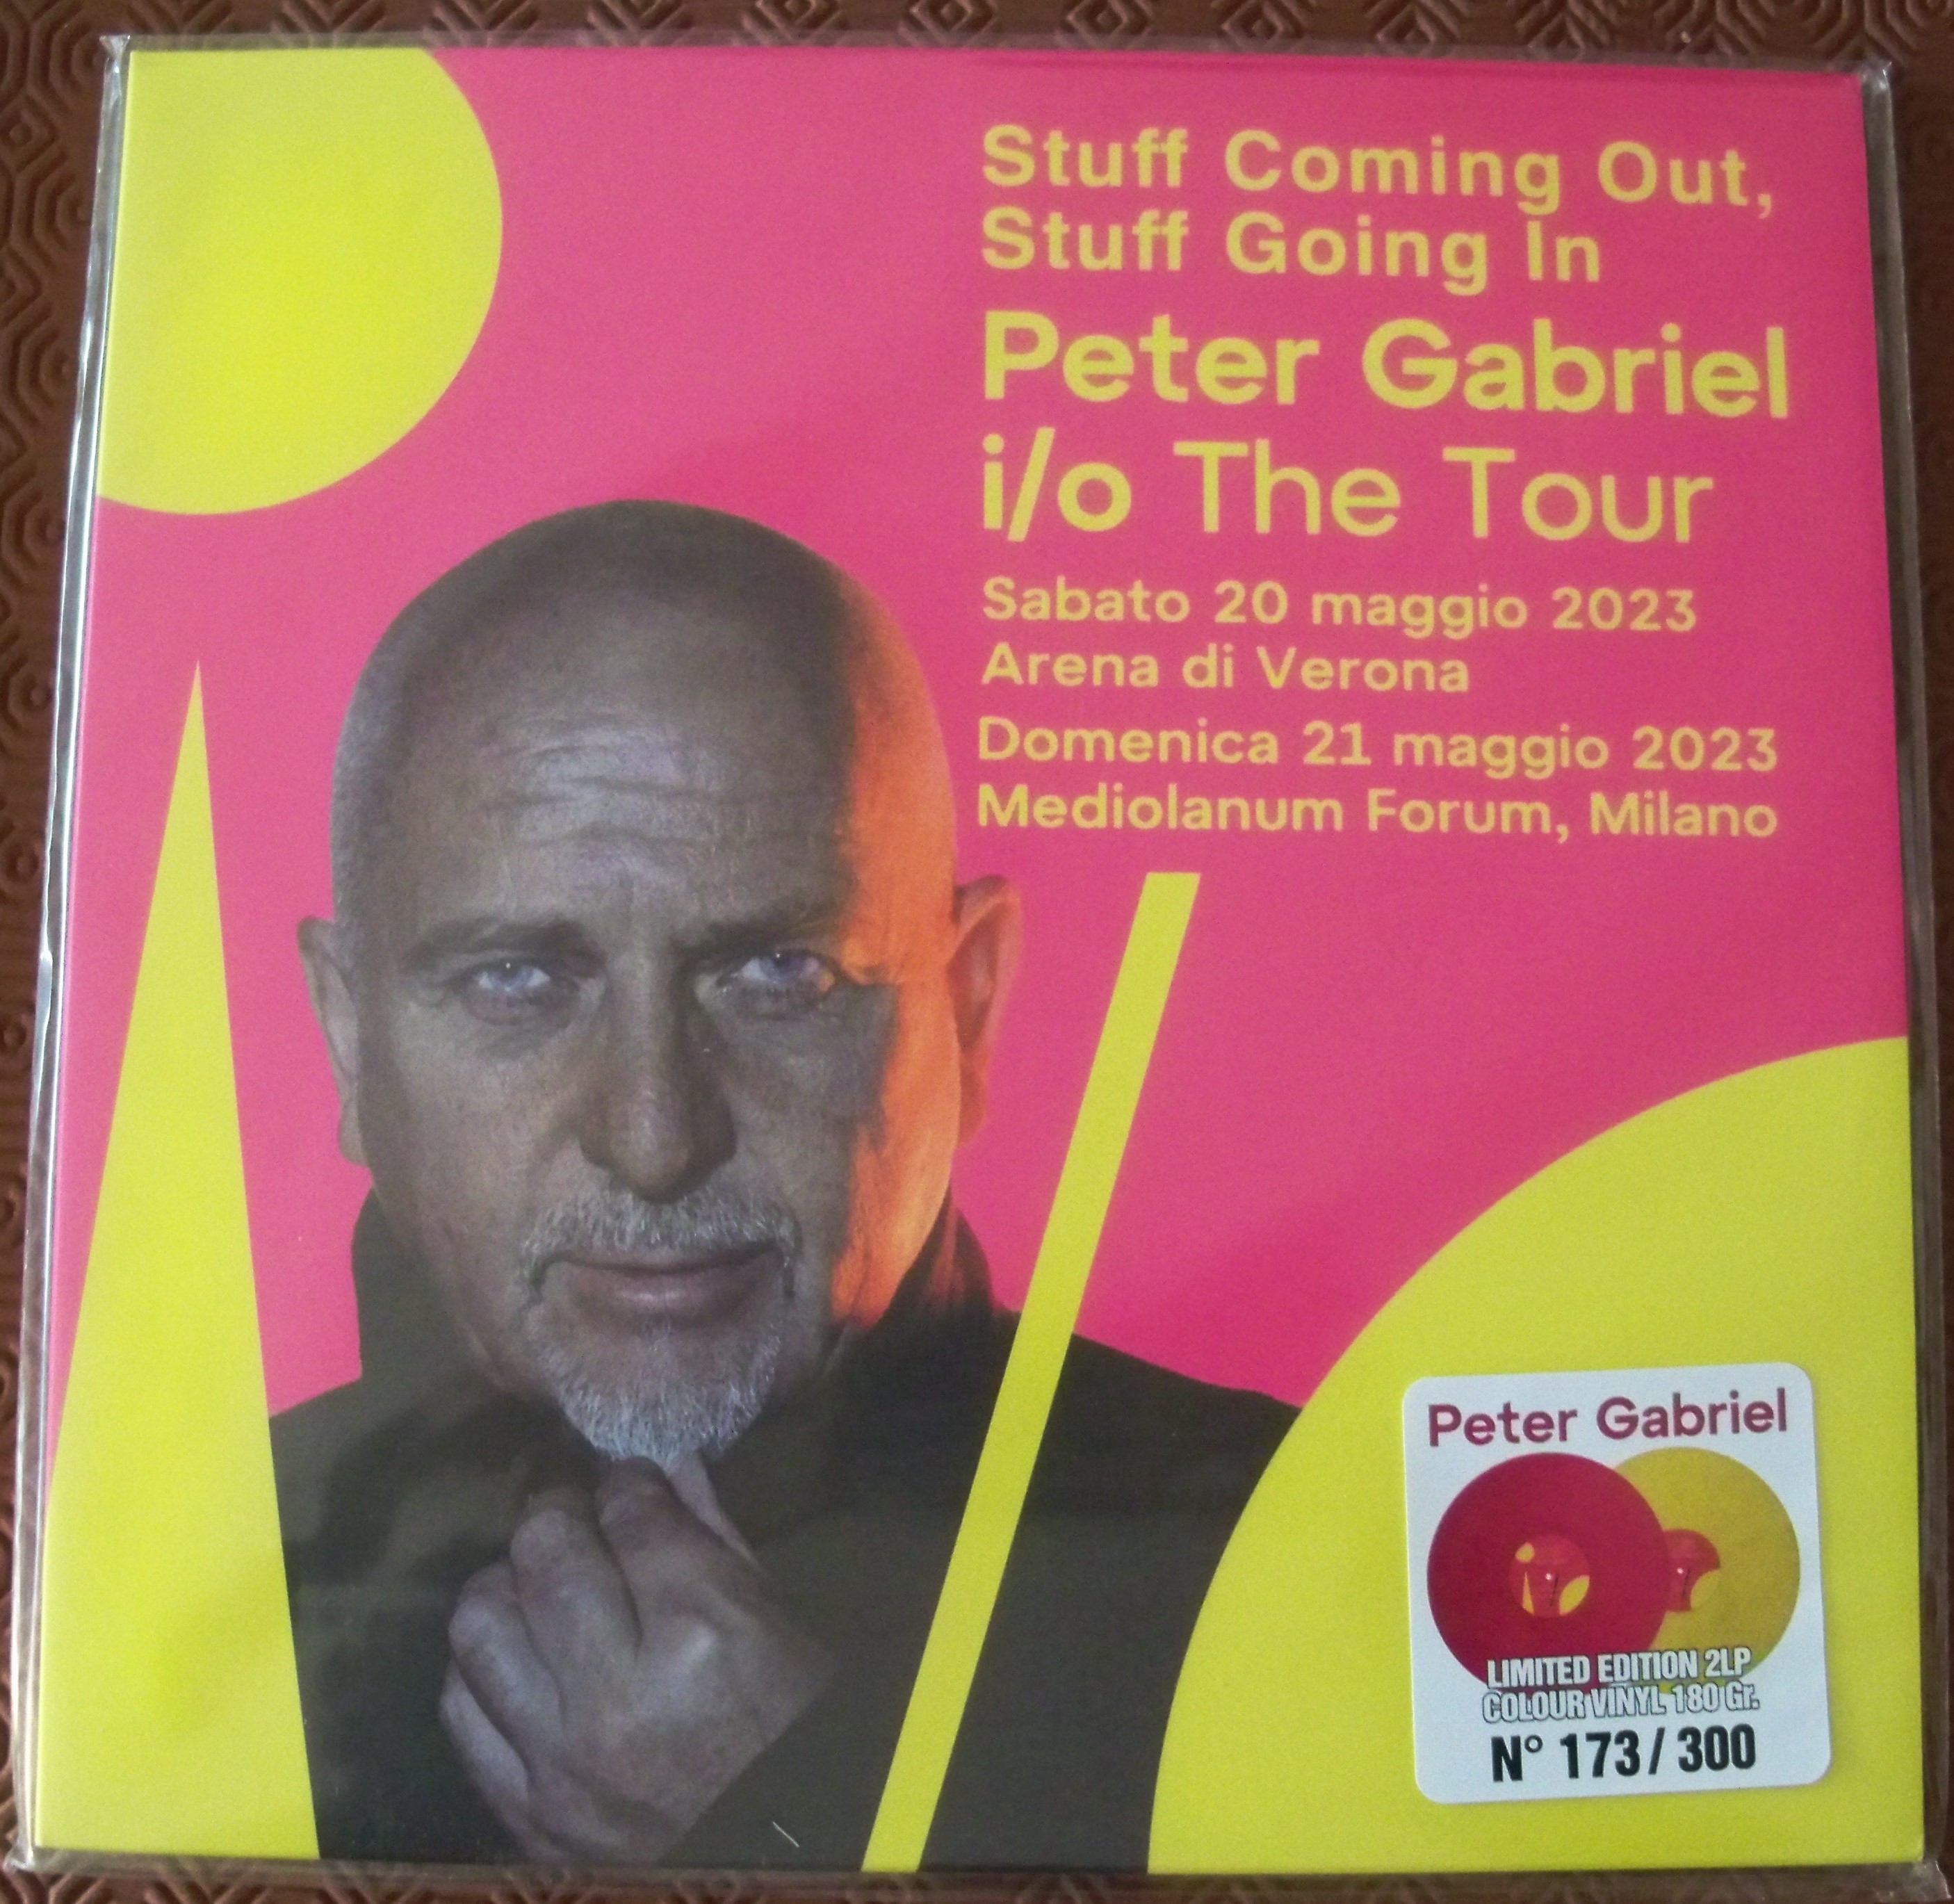 Stuff Coming Out,
Stuff Going In
Peter Gabriel
i/o The Tour
Sabato 20 maggio 2023
Arena di Verona
Domenica 21 maggio 2023
Mediolanum Forum, Milano
Peter Gabriel
LIMITED EDITION 2LP
COLOUR VINYL 180 Gr.
N° 173 / 300